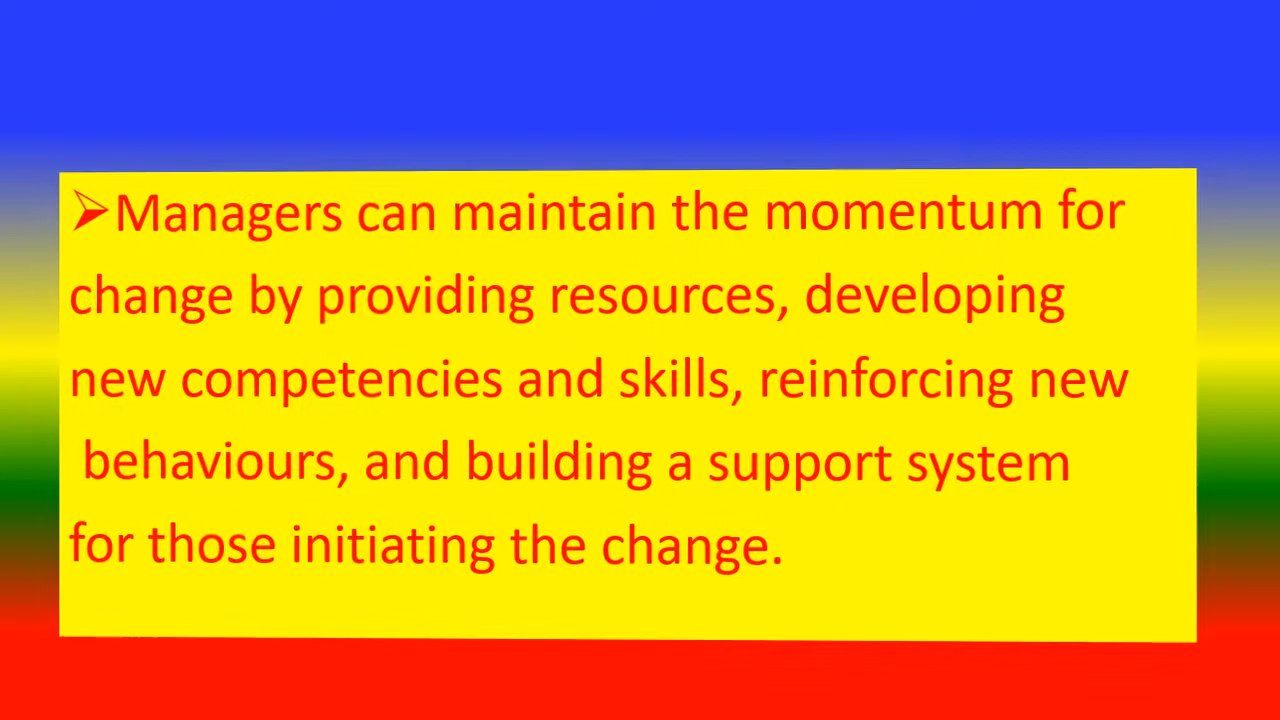 ➢Managers can maintain the momentum for
change by providing resources, developing
new competencies and skills, reinforcing new
behaviours, and building a support system
for those initiating the change.